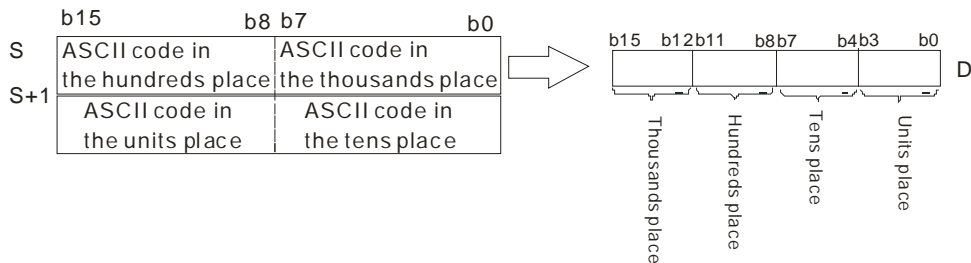 b15 b8 b7 b0
S ASCII code in the hundreds place ASCII code in the thousands place
S+1 ASCII code in the units place ASCII code in the tens place
b15 b12 b11 b8 b7 b4 b3 b0
D
Thousands place
Hundreds place
Tens place
Units place